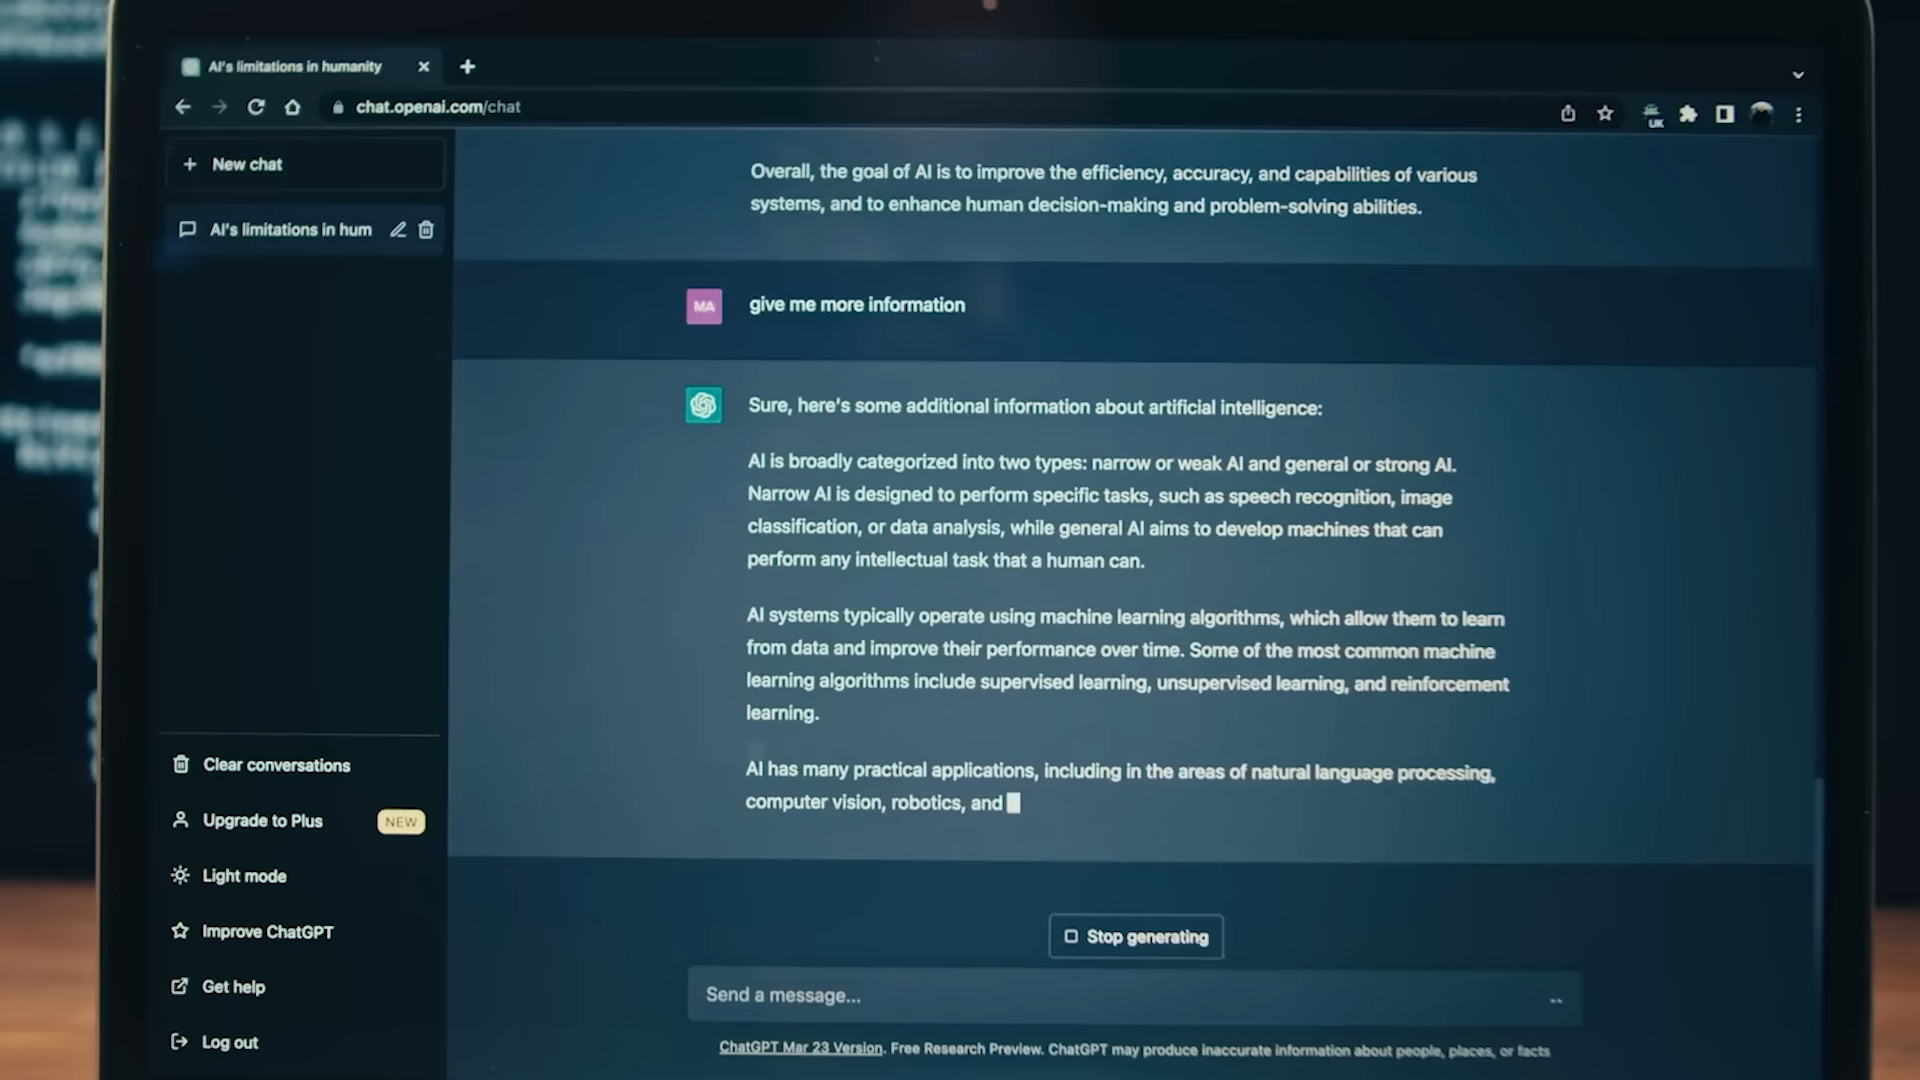 AI's limitations in humanity
chat.openai.com/chat
UK
New chat
AI's limitations in hum
Overall, the goal of AI is to improve the efficiency, accuracy, and capabilities of various
systems, and to enhance human decision-making and problem-solving abilities.
MA
give me more information
Sure, here's some additional information about artificial intelligence:
AI is broadly categorized into two types: narrow or weak AI and general or strong AI.
Narrow AI is designed to perform specific tasks, such as speech recognition, image
classification, or data analysis, while general AI aims to develop machines that can
perform any intellectual task that a human can.
AI systems typically operate using machine learning algorithms, which allow them to learn
from data and improve their performance over time. Some of the most common machine
learning algorithms include supervised learning, unsupervised learning, and reinforcement
learning.
AI has many practical applications, including in the areas of natural language processing,
computer vision, robotics, and
Clear conversations
Upgrade to Plus NEW
Light mode
Improve ChatGPT
Get help
Log out
Stop generating
Send a message...
ChatGPT Mar 23 Version. Free Research Preview. ChatGPT may produce inaccurate information about people, places, or facts